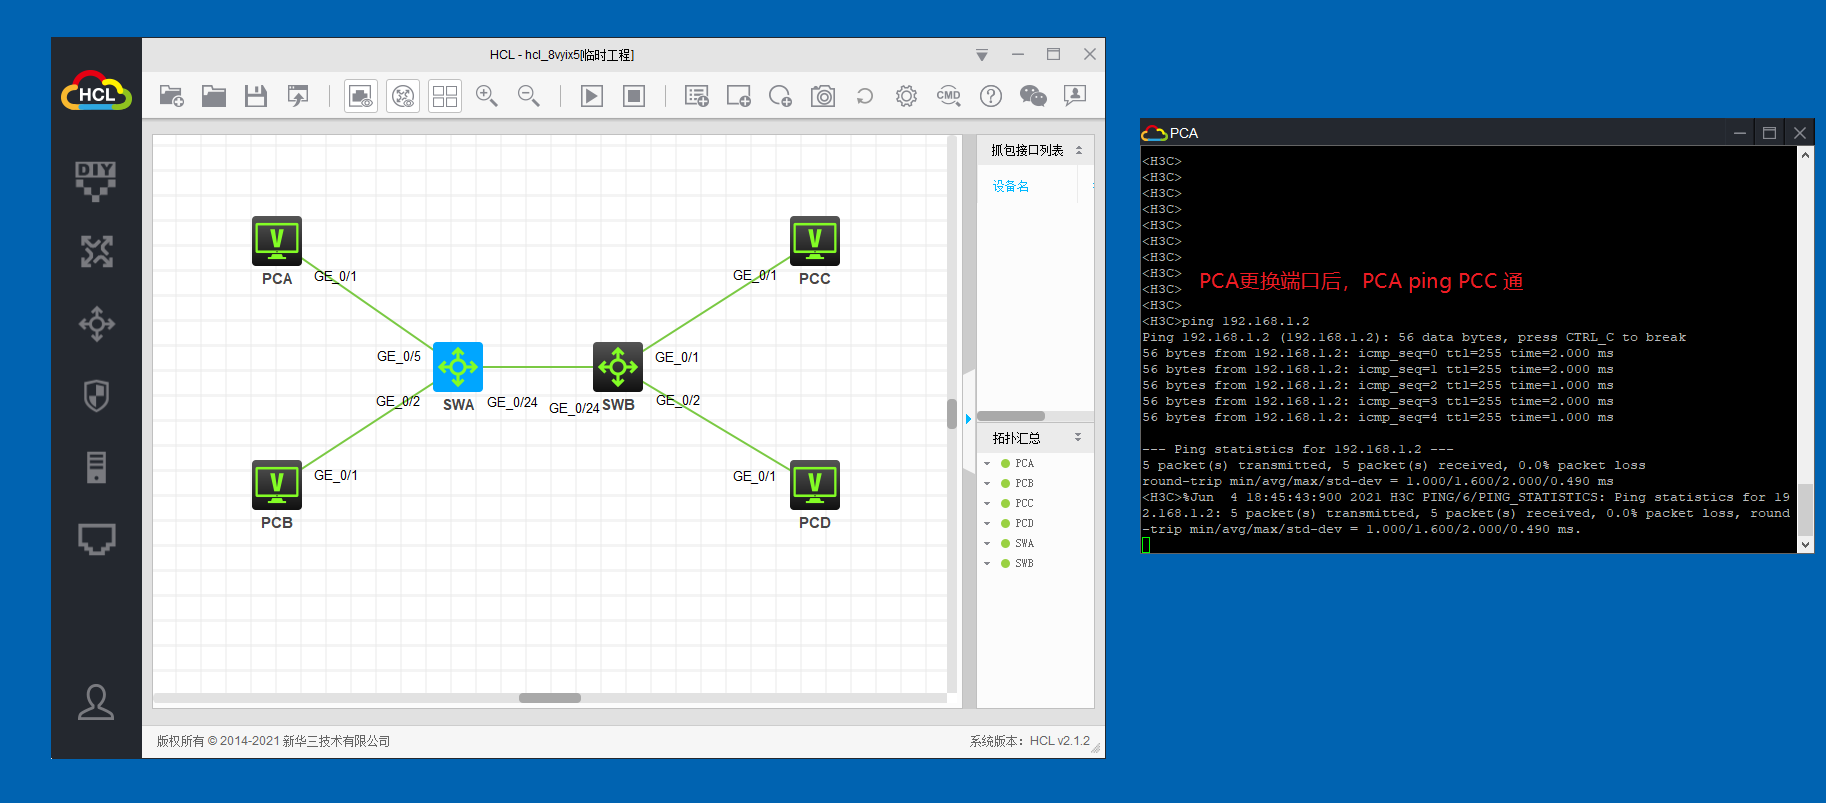 HCL - hcl_8vyix5[临时工程]
HCL
CMD
DIY
抓包接口列表
设备名
PCA
GE_0/1
GE_0/1
PCC
GE_0/5
GE_0/1
GE_0/2
SWA
GE_0/24
GE_0/24
SWB
GE_0/2
GE_0/1
PCB
GE_0/1
PCD
拓扑汇总
PCA
PCB
PCC
PCD
SWA
SWB
版权所有 © 2014-2021 新华三技术有限公司
系统版本：HCL v2.1.2
PCA
<H3C>
<H3C>
<H3C>
<H3C>
<H3C>
<H3C>
<H3C>
<H3C>
PCA更换端口后，PCA ping PCC 通
<H3C>
<H3C>
<H3C>ping 192.168.1.2
Ping 192.168.1.2 (192.168.1.2): 56 data bytes, press CTRL_C to break
56 bytes from 192.168.1.2: icmp_seq=0 ttl=255 time=2.000 ms
56 bytes from 192.168.1.2: icmp_seq=1 ttl=255 time=2.000 ms
56 bytes from 192.168.1.2: icmp_seq=2 ttl=255 time=1.000 ms
56 bytes from 192.168.1.2: icmp_seq=3 ttl=255 time=2.000 ms
56 bytes from 192.168.1.2: icmp_seq=4 ttl=255 time=1.000 ms
--- Ping statistics for 192.168.1.2 ---
5 packet(s) transmitted, 5 packet(s) received, 0.0% packet loss
round-trip min/avg/max/std-dev = 1.000/1.600/2.000/0.490 ms
<H3C>%Jun  4 18:45:43:900 2021 H3C PING/6/PING_STATISTICS: Ping statistics for 19
2.168.1.2: 5 packet(s) transmitted, 5 packet(s) received, 0.0% packet loss, round
-trip min/avg/max/std-dev = 1.000/1.600/2.000/0.490 ms.